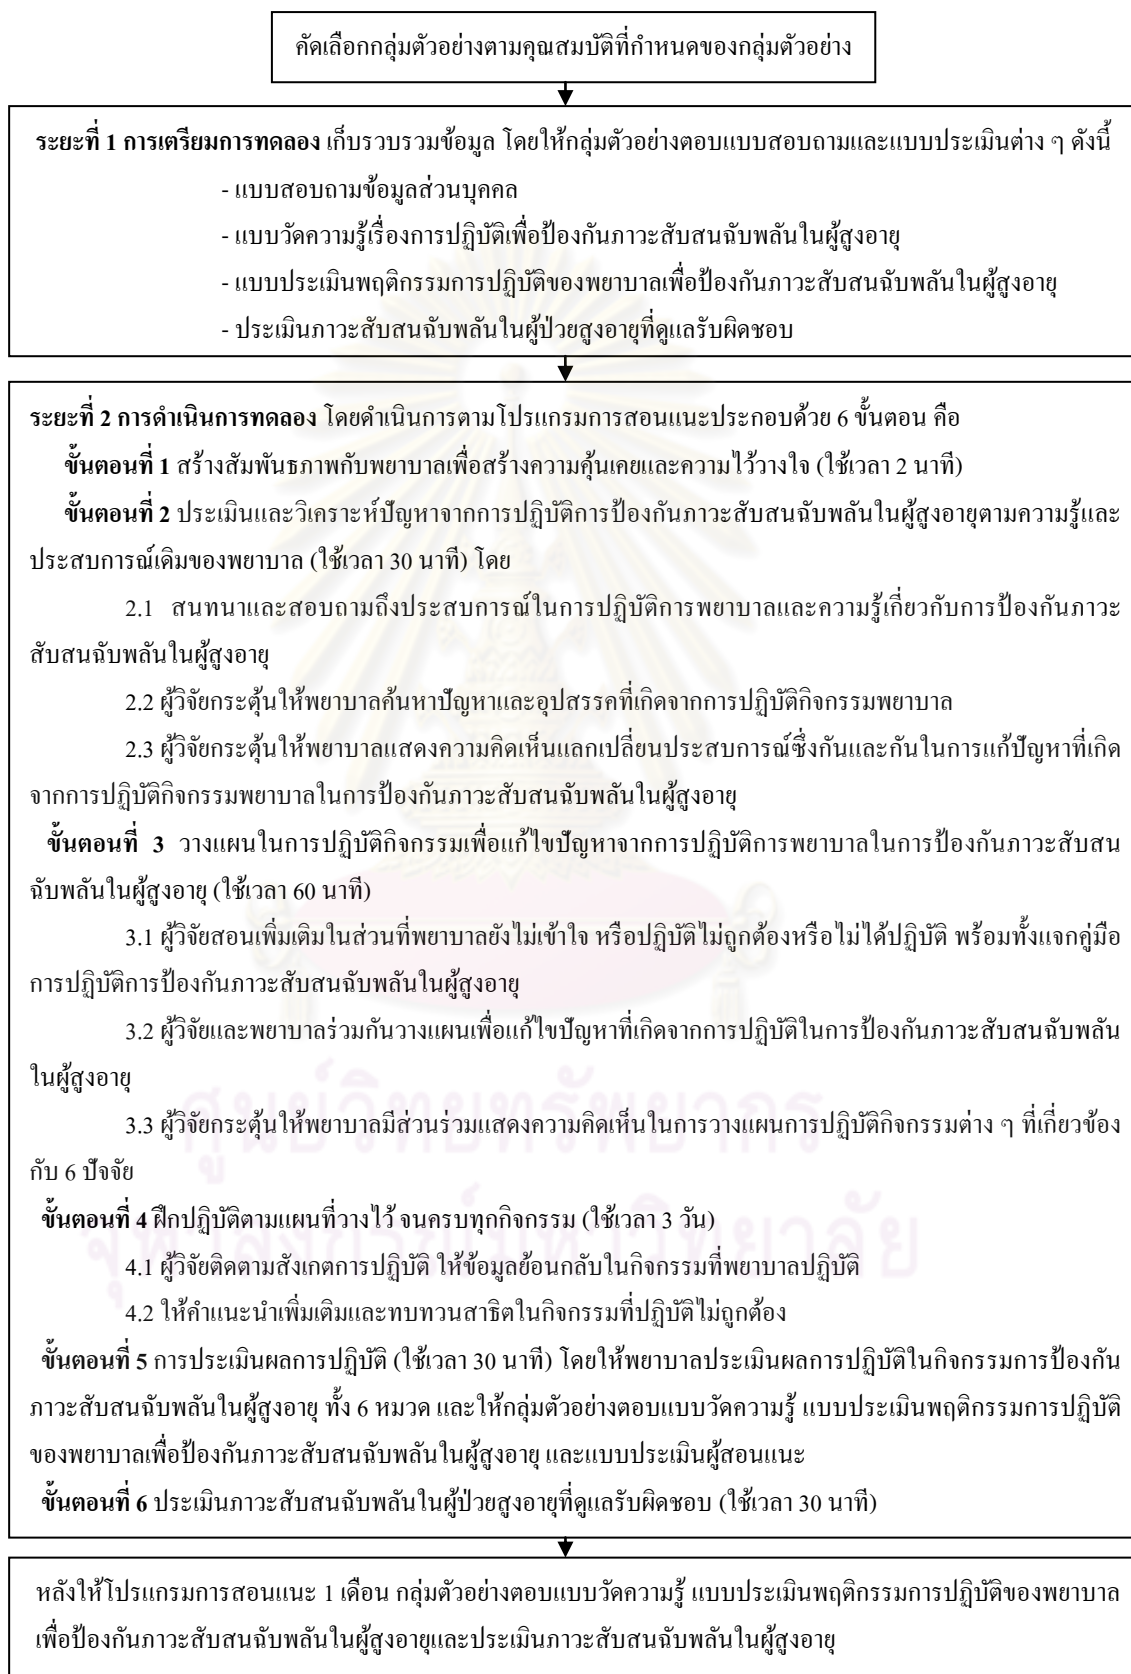 คัดเลือกกลุ่มตัวอย่างตามคุณสมบัติที่กำหนดของกลุ่มตัวอย่าง
ระยะที่ 1 การเตรียมการทดลอง เก็บรวบรวมข้อมูล โดยให้กลุ่มตัวอย่างตอบแบบสอบถามและแบบประเมินต่าง ๆ ดังนี้
- แบบสอบถามข้อมูลส่วนบุคคล
- แบบวัดความรู้เรื่องการปฏิบัติเพื่อป้องกันภาวะสับสนฉับพลันในผู้สูงอายุ
- แบบประเมินพฤติกรรมการปฏิบัติของพยาบาลเพื่อป้องกันภาวะสับสนฉับพลันในผู้สูงอายุ
- ประเมินภาวะสับสนฉับพลันในผู้ป่วยสูงอายุที่ดูแลรับผิดชอบ
ระยะที่ 2 การดำเนินการทดลอง โดยดำเนินการตามโปรแกรมการสอนแนะประกอบด้วย 6 ขั้นตอน คือ
ขั้นตอนที่ 1 สร้างสัมพันธภาพกับพยาบาลเพื่อสร้างความคุ้นเคยและความไว้วางใจ (ใช้เวลา 2 นาที)
ขั้นตอนที่ 2 ประเมินและวิเคราะห์ปัญหาจากการปฏิบัติการป้องกันภาวะสับสนฉับพลันในผู้สูงอายุตามความรู้และ
ประสบการณ์เดิมของพยาบาล (ใช้เวลา 30 นาที) โดย
2.1 สนทนาและสอบถามถึงประสบการณ์ในการปฏิบัติการพยาบาลและความรู้เกี่ยวกับการป้องกันภาวะ
สับสนฉับพลันในผู้สูงอายุ
2.2 ผู้วิจัยกระตุ้นให้พยาบาลค้นหาปัญหาและอุปสรรคที่เกิดจากการปฏิบัติกิจกรรมพยาบาล
2.3 ผู้วิจัยกระตุ้นให้พยาบาลแสดงความคิดเห็นแลกเปลี่ยนประสบการณ์ซึ่งกันและกันในการแก้ปัญหาที่เกิด
จากการปฏิบัติกิจกรรมพยาบาลในการป้องกันภาวะสับสนฉับพลันในผู้สูงอายุ
ขั้นตอนที่ 3 วางแผนในการปฏิบัติกิจกรรมเพื่อแก้ไขปัญหาจากการปฏิบัติการพยาบาลในการป้องกันภาวะสับสน
ฉับพลันในผู้สูงอายุ (ใช้เวลา 60 นาที)
3.1 ผู้วิจัยสอนเพิ่มเติมในส่วนที่พยาบาลยังไม่เข้าใจ หรือปฏิบัติไม่ถูกต้องหรือไม่ได้ปฏิบัติ พร้อมทั้งแจกคู่มือ
การปฏิบัติการป้องกันภาวะสับสนฉับพลันในผู้สูงอายุ
3.2 ผู้วิจัยและพยาบาลร่วมกันวางแผนเพื่อแก้ไขปัญหาที่เกิดจากการปฏิบัติในการป้องกันภาวะสับสนฉับพลัน
ในผู้สูงอายุ
3.3 ผู้วิจัยกระตุ้นให้พยาบาลมีส่วนร่วมแสดงความคิดเห็นในการวางแผนการปฏิบัติกิจกรรมต่าง ๆ ที่เกี่ยวข้อง
กับ 6 ปัจจัย
ขั้นตอนที่ 4 ฝึกปฏิบัติตามแผนที่วางไว้ จนครบทุกกิจกรรม (ใช้เวลา 3 วัน)
4.1 ผู้วิจัยติดตามสังเกตการปฏิบัติ ให้ข้อมูลย้อนกลับในกิจกรรมที่พยาบาลปฏิบัติ
4.2 ให้คำแนะนำเพิ่มเติมและทบทวนสาธิตในกิจกรรมที่ปฏิบัติไม่ถูกต้อง
ขั้นตอนที่ 5 การประเมินผลการปฏิบัติ (ใช้เวลา 30 นาที) โดยให้พยาบาลประเมินผลการปฏิบัติในกิจกรรมการป้องกัน
ภาวะสับสนฉับพลันในผู้สูงอายุ ทั้ง 6 หมวด และให้กลุ่มตัวอย่างตอบแบบวัดความรู้ แบบประเมินพฤติกรรมการปฏิบัติ
ของพยาบาลเพื่อป้องกันภาวะสับสนฉับพลันในผู้สูงอายุ และแบบประเมินผู้สอนแนะ
ขั้นตอนที่ 6 ประเมินภาวะสับสนฉับพลันในผู้ป่วยสูงอายุที่ดูแลรับผิดชอบ (ใช้เวลา 30 นาที)
หลังให้โปรแกรมการสอนแนะ 1 เดือน กลุ่มตัวอย่างตอบแบบวัดความรู้ แบบประเมินพฤติกรรมการปฏิบัติของพยาบาล
เพื่อป้องกันภาวะสับสนฉับพลันในผู้สูงอายุและประเมินภาวะสับสนฉับพลันในผู้สูงอายุ
ศูนย์วิทยทรัพยากร
จุฬาลงกรณ์มหาวิทยาลัย